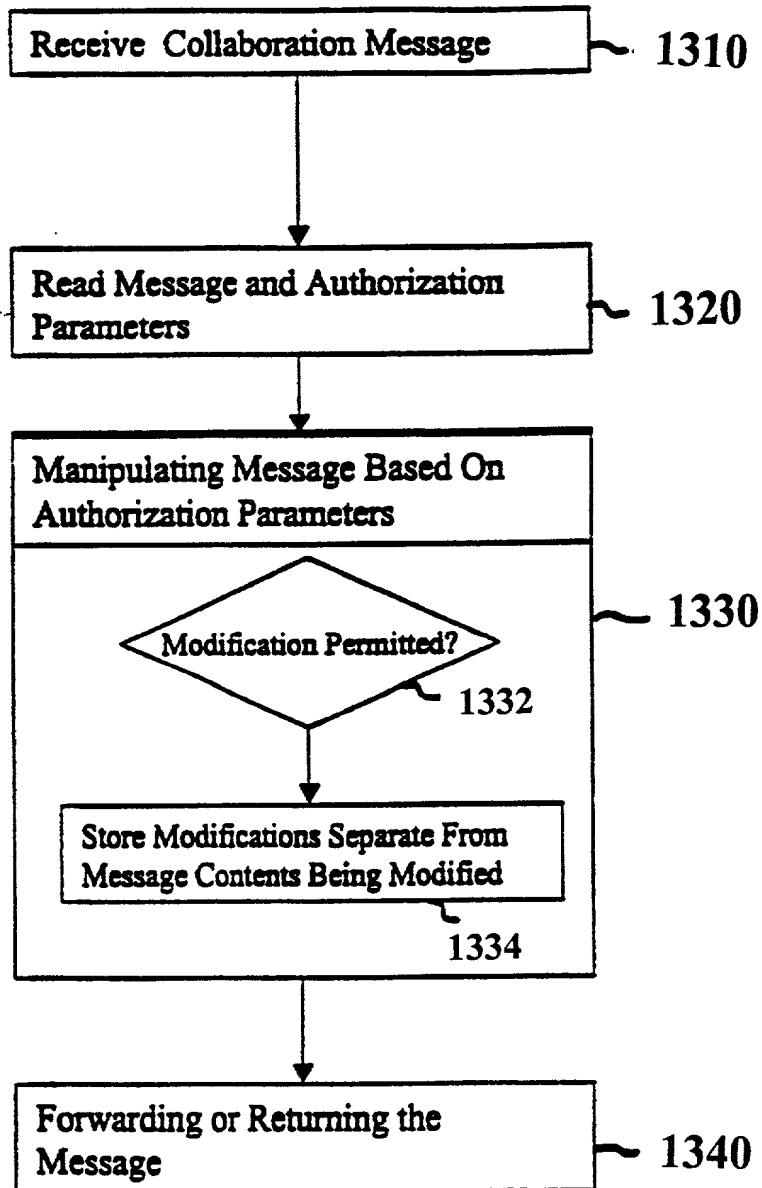 Receive Collaboration Message
1310
Read Message and Authorization
Parameters
1320
Manipulating Message Based On
Authorization Parameters
1330
Modification Permitted?
1332
Store Modifications Separate From
Message Contents Being Modified
1334
Forwarding or Returning the
Message
1340